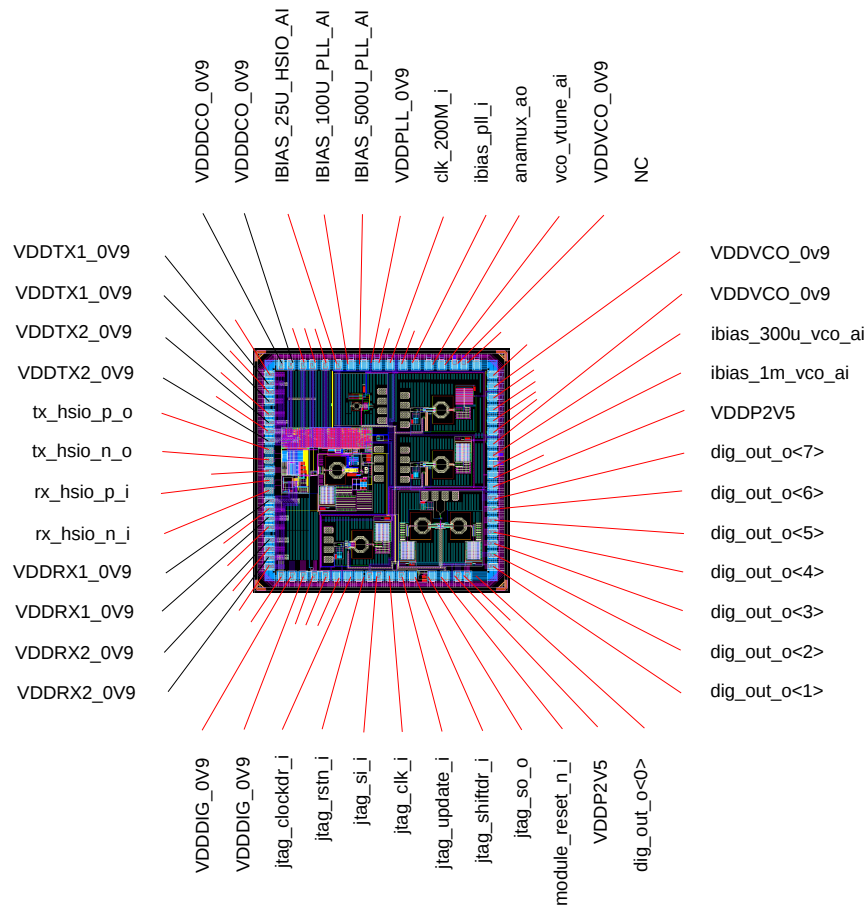 VDDDCO_0V9
VDDDCO_0V9
IBIAS_25U_HSIO_AI
IBIAS_100U_PLL_AI
IBIAS_500U_PLL_AI
VDDPLL_0V9
clk_200M_i
ibias_pll_i
anamux_ao
vco_vtune_ai
VDDVCO_0V9
NC
VDDTX1_0V9
VDDTX1_0V9
VDDTX2_0V9
VDDTX2_0V9
tx_hsio_p_o
tx_hsio_n_o
rx_hsio_p_i
rx_hsio_n_i
VDDRX1_0V9
VDDRX1_0V9
VDDRX2_0V9
VDDRX2_0V9
VDDVCO_0v9
VDDVCO_0v9
ibias_300u_vco_ai
ibias_1m_vco_ai
VDDP2V5
dig_out_o<7>
dig_out_o<6>
dig_out_o<5>
dig_out_o<4>
dig_out_o<3>
dig_out_o<2>
dig_out_o<1>
VDDDIG_0V9
VDDDIG_0V9
jtag_clockdr_i
jtag_rstn_i
jtag_si_i
jtag_clk_i
jtag_update_i
jtag_shiftdr_i
jtag_so_o
module_reset_n_i
VDDP2V5
dig_out_o<0>